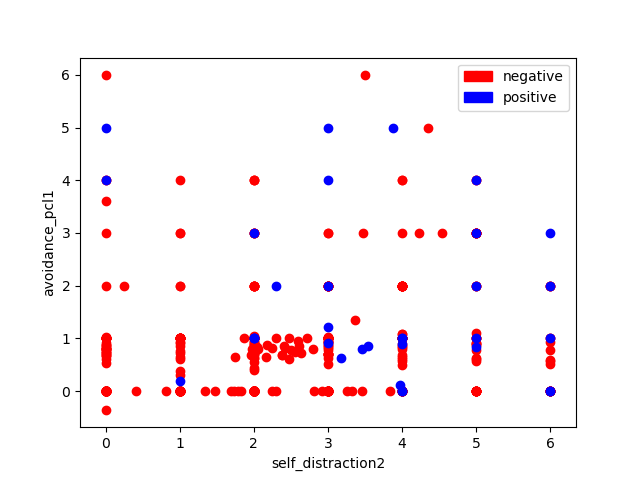 negative
positive
6
5
4
3
2
1
0
avoidance_pcl1
0 1 2 3 4 5 6
self_distraction2